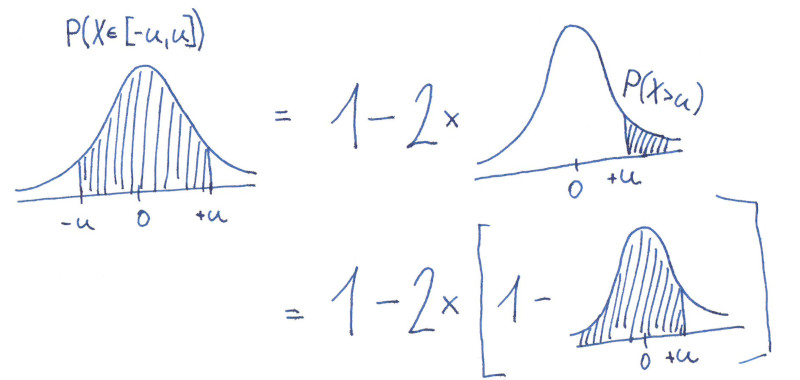 P(X∈[-u,u])
-u 0 +u
= 1 - 2 ×
P(X>u)
0 +u
= 1 - 2 × [ 1 -
0 +u
]